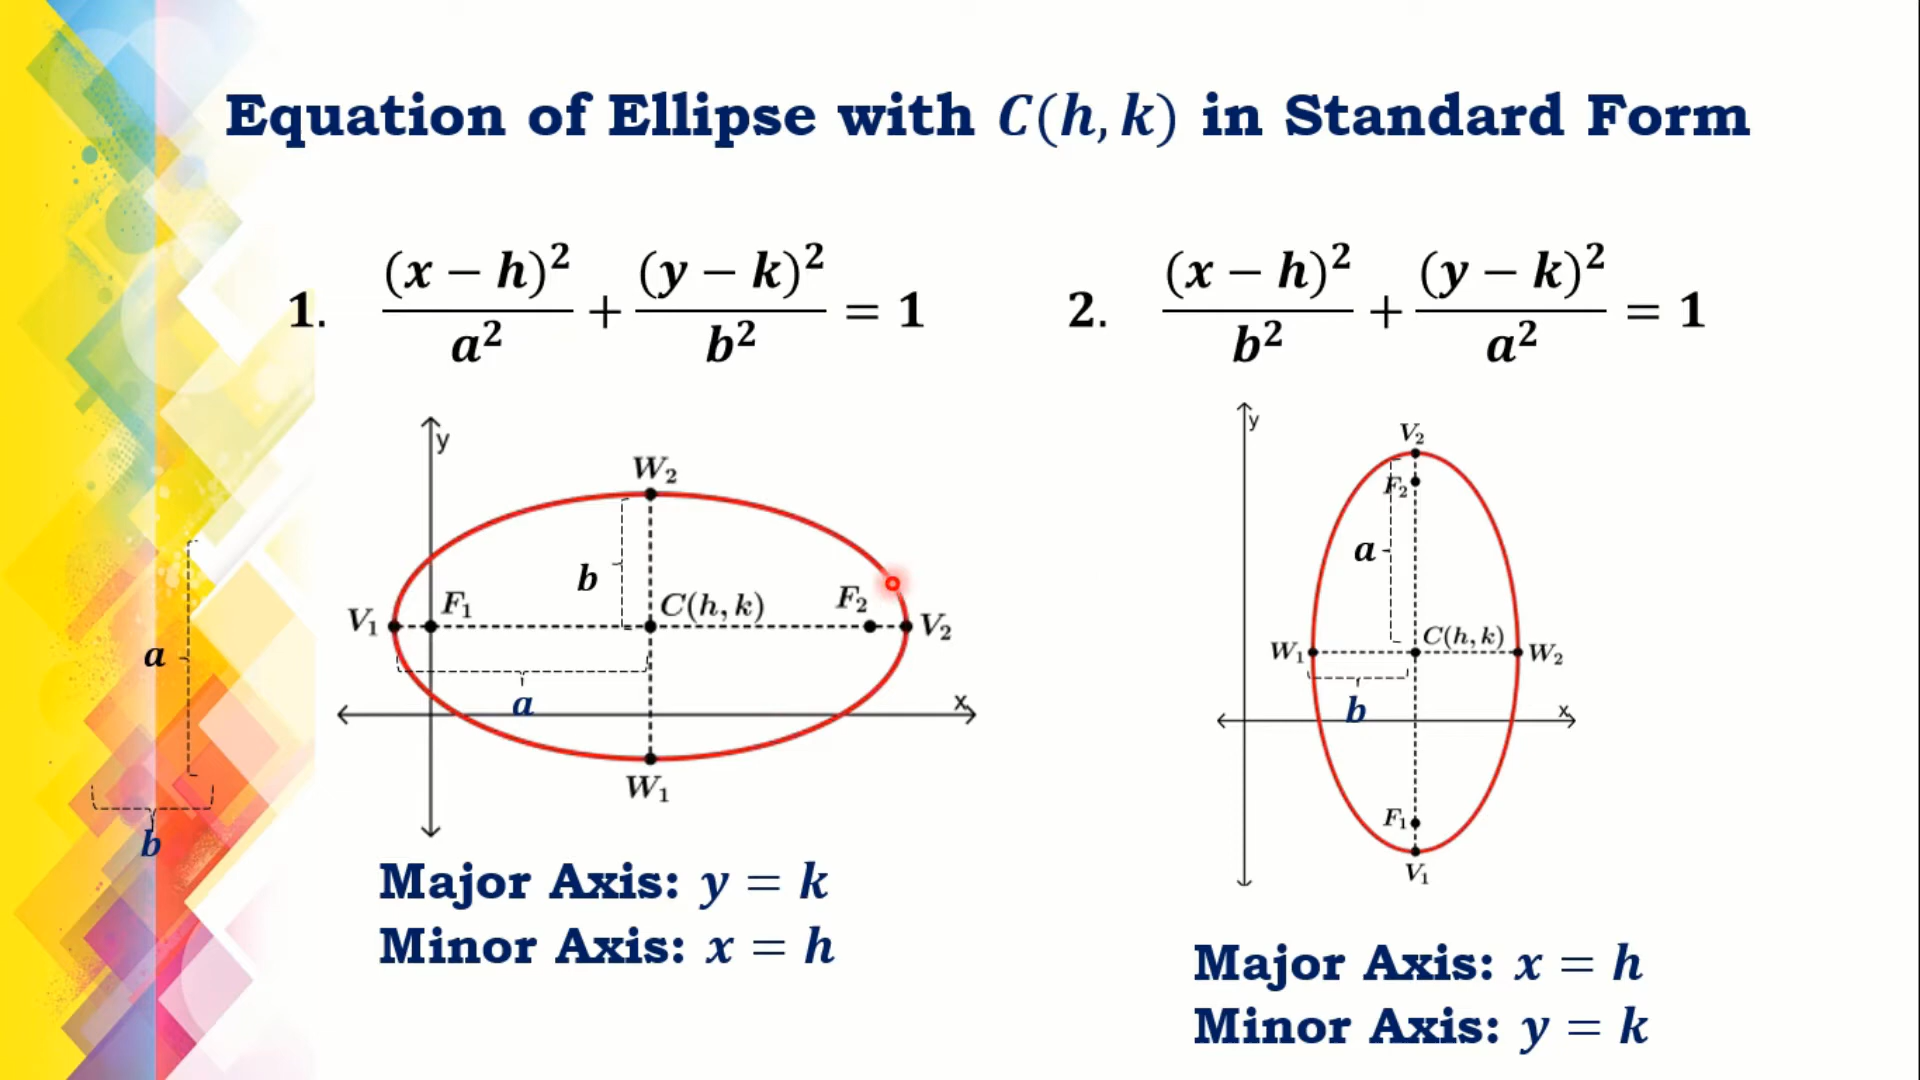 Equation of Ellipse with C(h, k) in Standard Form
1. (x − h)²/a² + (y − k)²/b² = 1
2. (x − h)²/b² + (y − k)²/a² = 1
y
W₂
b
V₁ F₁ C(h, k) F₂ V₂
a
x
W₁
Major Axis: y = k
Minor Axis: x = h
y
V₂
F₂
a
W₁ C(h, k) W₂
b
x
F₁
V₁
Major Axis: x = h
Minor Axis: y = k
a
b